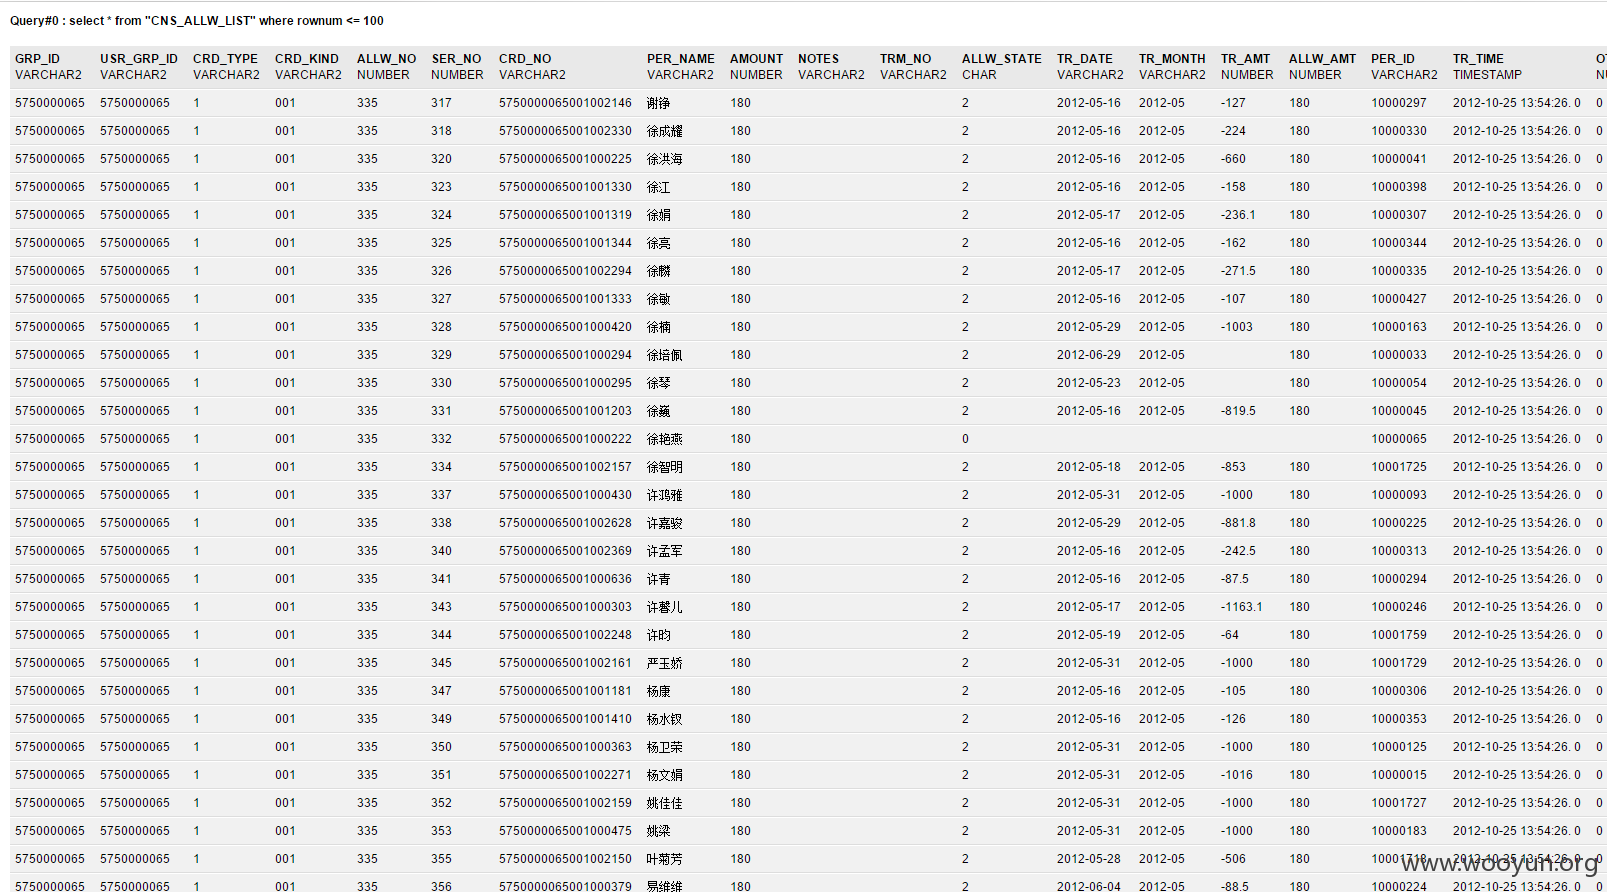 Query#0 : select * from "CNS_ALLW_LIST" where rownum <= 100
GRP_ID USR_GRP_ID CRD_TYPE CRD_KIND ALLW_NO SER_NO CRD_NO PER_NAME AMOUNT NOTES TRM_NO ALLW_STATE TR_DATE TR_MONTH TR_AMT ALLW_AMT PER_ID TR_TIME
VARCHAR2 VARCHAR2 VARCHAR2 VARCHAR2 NUMBER NUMBER VARCHAR2 VARCHAR2 NUMBER VARCHAR2 VARCHAR2 CHAR VARCHAR2 VARCHAR2 NUMBER NUMBER VARCHAR2 TIMESTAMP
5750000065 5750000065 1 001 335 317 5750000065001002146 谢铮 180 2 2012-05-16 2012-05 -127 180 10000297 2012-10-25 13:54:26. 0 0
5750000065 5750000065 1 001 335 318 5750000065001002330 徐成耀 180 2 2012-05-16 2012-05 -224 180 10000330 2012-10-25 13:54:26. 0 0
5750000065 5750000065 1 001 335 320 5750000065001000225 徐洪海 180 2 2012-05-16 2012-05 -660 180 10000041 2012-10-25 13:54:26. 0 0
5750000065 5750000065 1 001 335 323 5750000065001001330 徐江 180 2 2012-05-16 2012-05 -158 180 10000398 2012-10-25 13:54:26. 0 0
5750000065 5750000065 1 001 335 324 5750000065001001319 徐娟 180 2 2012-05-17 2012-05 -236.1 180 10000307 2012-10-25 13:54:26. 0 0
5750000065 5750000065 1 001 335 325 5750000065001001344 徐亮 180 2 2012-05-16 2012-05 -162 180 10000344 2012-10-25 13:54:26. 0 0
5750000065 5750000065 1 001 335 326 5750000065001002294 徐麟 180 2 2012-05-17 2012-05 -271.5 180 10000335 2012-10-25 13:54:26. 0 0
5750000065 5750000065 1 001 335 327 5750000065001001333 徐敏 180 2 2012-05-16 2012-05 -107 180 10000427 2012-10-25 13:54:26. 0 0
5750000065 5750000065 1 001 335 328 5750000065001000420 徐楠 180 2 2012-05-29 2012-05 -1003 180 10000163 2012-10-25 13:54:26. 0 0
5750000065 5750000065 1 001 335 329 5750000065001000294 徐培佩 180 2 2012-06-29 2012-05 180 10000033 2012-10-25 13:54:26. 0 0
5750000065 5750000065 1 001 335 330 5750000065001000295 徐琴 180 2 2012-05-23 2012-05 180 10000054 2012-10-25 13:54:26. 0 0
5750000065 5750000065 1 001 335 331 5750000065001001203 徐巍 180 2 2012-05-16 2012-05 -819.5 180 10000045 2012-10-25 13:54:26. 0 0
5750000065 5750000065 1 001 335 332 5750000065001000222 徐艳燕 180 0 10000065 2012-10-25 13:54:26. 0 0
5750000065 5750000065 1 001 335 334 5750000065001002157 徐智明 180 2 2012-05-18 2012-05 -853 180 10001725 2012-10-25 13:54:26. 0 0
5750000065 5750000065 1 001 335 337 5750000065001000430 许鸿雅 180 2 2012-05-31 2012-05 -1000 180 10000093 2012-10-25 13:54:26. 0 0
5750000065 5750000065 1 001 335 338 5750000065001002628 许嘉骏 180 2 2012-05-29 2012-05 -881.8 180 10000225 2012-10-25 13:54:26. 0 0
5750000065 5750000065 1 001 335 340 5750000065001002369 许孟军 180 2 2012-05-16 2012-05 -242.5 180 10000313 2012-10-25 13:54:26. 0 0
5750000065 5750000065 1 001 335 341 5750000065001000636 许青 180 2 2012-05-16 2012-05 -87.5 180 10000294 2012-10-25 13:54:26. 0 0
5750000065 5750000065 1 001 335 343 5750000065001000303 许馨儿 180 2 2012-05-17 2012-05 -1163.1 180 10000246 2012-10-25 13:54:26. 0 0
5750000065 5750000065 1 001 335 344 5750000065001002248 许昀 180 2 2012-05-19 2012-05 -64 180 10001759 2012-10-25 13:54:26. 0 0
5750000065 5750000065 1 001 335 345 5750000065001002161 严玉娇 180 2 2012-05-31 2012-05 -1000 180 10001729 2012-10-25 13:54:26. 0 0
5750000065 5750000065 1 001 335 347 5750000065001001181 杨康 180 2 2012-05-16 2012-05 -105 180 10000306 2012-10-25 13:54:26. 0 0
5750000065 5750000065 1 001 335 349 5750000065001001410 杨水钗 180 2 2012-05-16 2012-05 -126 180 10000353 2012-10-25 13:54:26. 0 0
5750000065 5750000065 1 001 335 350 5750000065001000363 杨卫荣 180 2 2012-05-31 2012-05 -1000 180 10000125 2012-10-25 13:54:26. 0 0
5750000065 5750000065 1 001 335 351 5750000065001002271 杨文娟 180 2 2012-05-31 2012-05 -1016 180 10000015 2012-10-25 13:54:26. 0 0
5750000065 5750000065 1 001 335 352 5750000065001002159 姚佳佳 180 2 2012-05-31 2012-05 -1000 180 10001727 2012-10-25 13:54:26. 0 0
5750000065 5750000065 1 001 335 353 5750000065001000475 姚梁 180 2 2012-05-31 2012-05 -1000 180 10000183 2012-10-25 13:54:26. 0 0
5750000065 5750000065 1 001 335 355 5750000065001002150 叶菊芳 180 2 2012-05-28 2012-05 -506 180 10001718 2012-10-25 13:54:26. 0 0
www.wooyun.org
5750000065 5750000065 1 001 335 356 5750000065001000379 易维维 180 2 2012-06-04 2012-05 -88.5 180 10000224 2012-10-25 13:54:26. 0 0